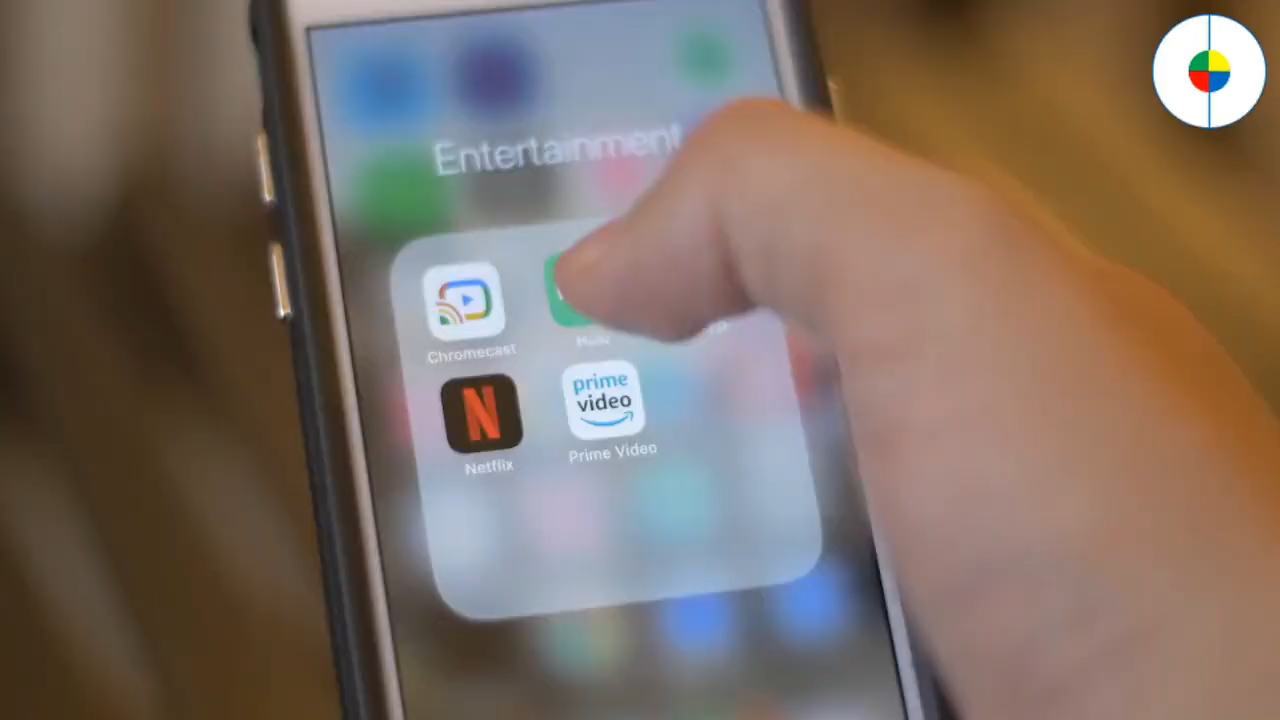 Entertainment
Chromecast
N
prime
video
Netflix
Prime Video